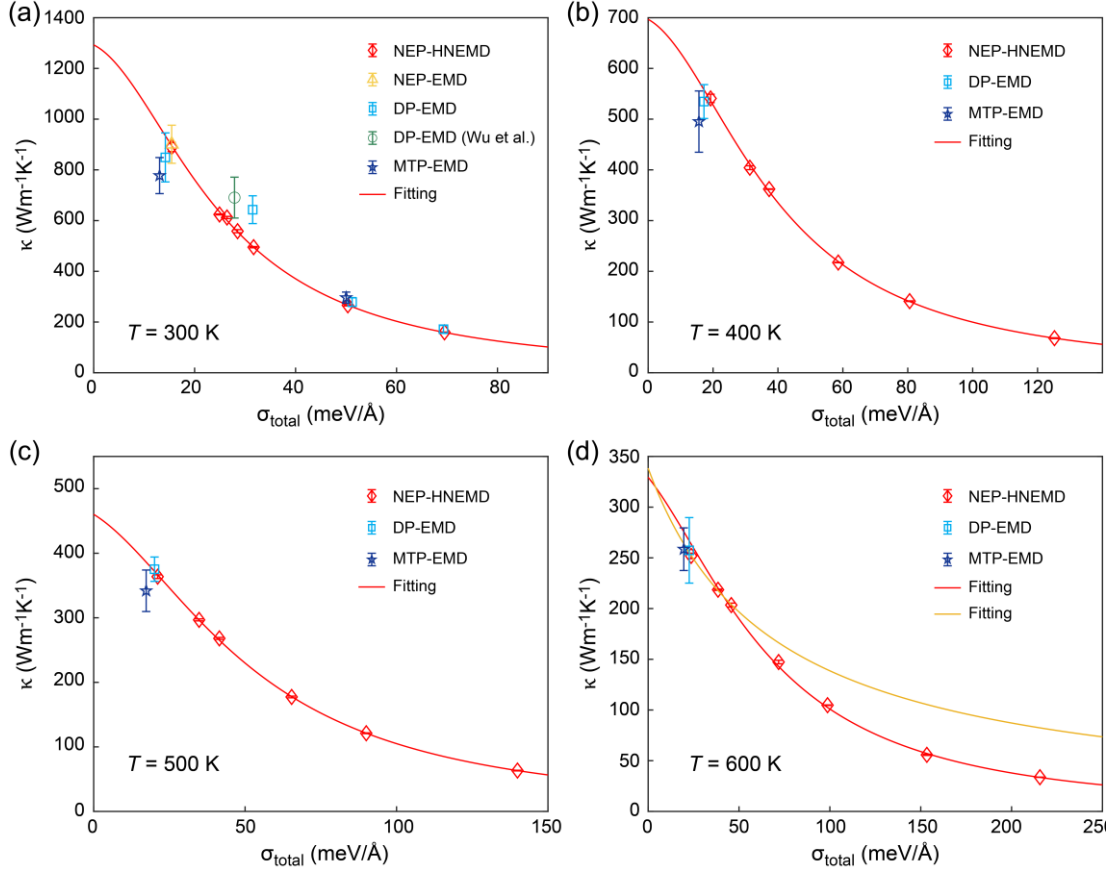 (a)
1400
1200
1000
800
600
400
200
0
κ (Wm⁻¹K⁻¹)
NEP-HNEMD
NEP-EMD
DP-EMD
DP-EMD (Wu et al.)
MTP-EMD
Fitting
T = 300 K
0 20 40 60 80
σtotal (meV/Å)
(b)
700
600
500
400
300
200
100
0
κ (Wm⁻¹K⁻¹)
NEP-HNEMD
DP-EMD
MTP-EMD
Fitting
T = 400 K
0 20 40 60 80 100 120
σtotal (meV/Å)
(c)
500
400
300
200
100
0
κ (Wm⁻¹K⁻¹)
NEP-HNEMD
DP-EMD
MTP-EMD
Fitting
T = 500 K
0 50 100 150
σtotal (meV/Å)
(d)
350
300
250
200
150
100
50
0
κ (Wm⁻¹K⁻¹)
NEP-HNEMD
DP-EMD
MTP-EMD
Fitting
Fitting
T = 600 K
0 50 100 150 200 250
σtotal (meV/Å)